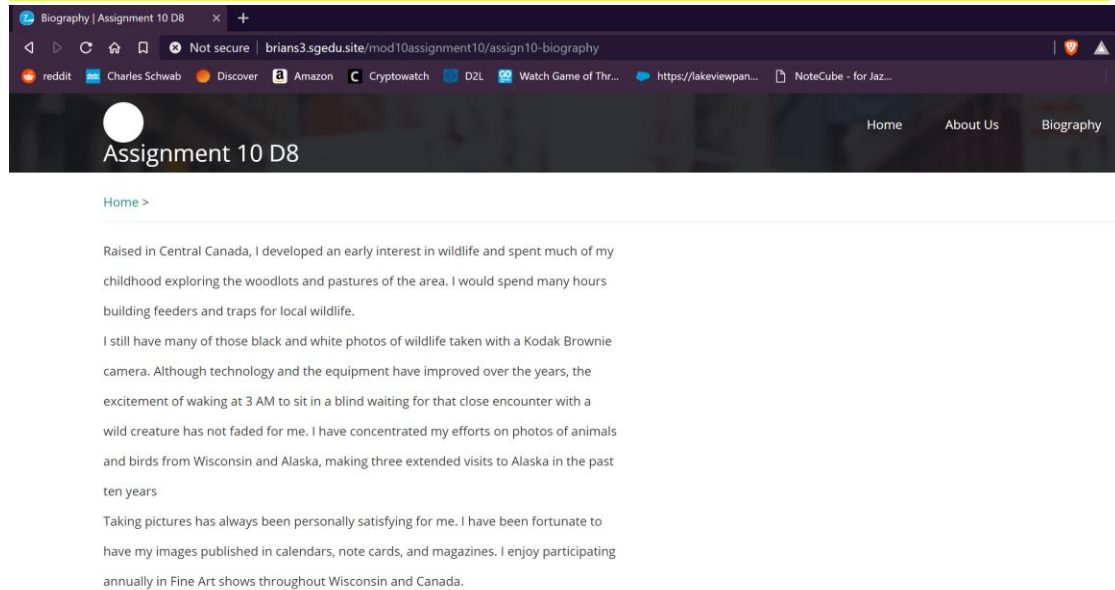 Biography | Assignment 10 D8
Not secure | brians3.sgedu.site/mod10assignment10/assign10-biography
reddit Charles Schwab Discover Amazon Cryptowatch D2L Watch Game of Thr... https://lakeviewpan... NoteCube - for Jaz...
Home About Us Biography
Assignment 10 D8
Home >
Raised in Central Canada, I developed an early interest in wildlife and spent much of my
childhood exploring the woodlots and pastures of the area. I would spend many hours
building feeders and traps for local wildlife.
I still have many of those black and white photos of wildlife taken with a Kodak Brownie
camera. Although technology and the equipment have improved over the years, the
excitement of waking at 3 AM to sit in a blind waiting for that close encounter with a
wild creature has not faded for me. I have concentrated my efforts on photos of animals
and birds from Wisconsin and Alaska, making three extended visits to Alaska in the past
ten years
Taking pictures has always been personally satisfying for me. I have been fortunate to
have my images published in calendars, note cards, and magazines. I enjoy participating
annually in Fine Art shows throughout Wisconsin and Canada.